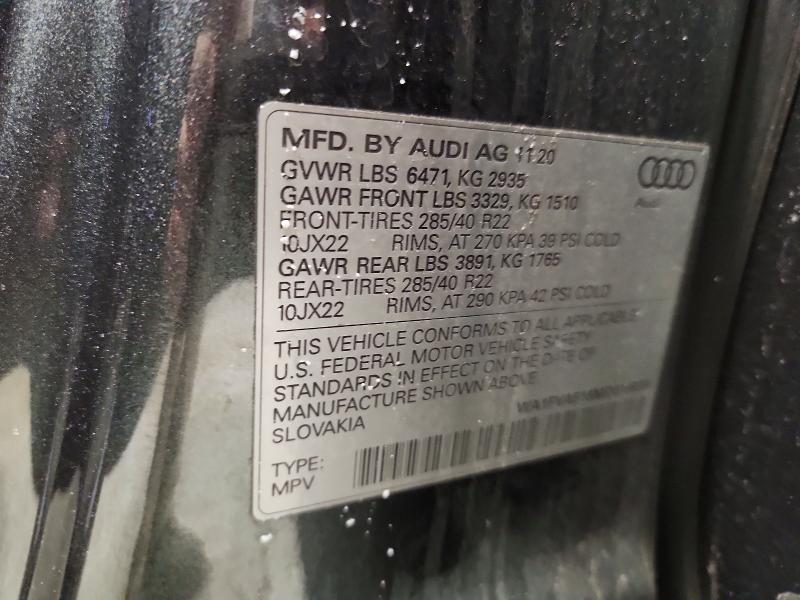 MFD. BY AUDI AG 11 20
GVWR LBS 6471, KG 2935
GAWR FRONT LBS 3329, KG 1510
FRONT-TIRES 285/40 R22
10JX22 RIMS, AT 270 KPA 39 PSI COLD
GAWR REAR LBS 3891, KG 1765
REAR-TIRES 285/40 R22
10JX22 RIMS, AT 290 KPA 42 PSI COLD
Audi
THIS VEHICLE CONFORMS TO ALL APPLICABLE
U.S. FEDERAL MOTOR VEHICLE SAFETY
STANDARDS IN EFFECT ON THE DATE OF
MANUFACTURE SHOWN ABOVE.
SLOVAKIA
TYPE:
MPV